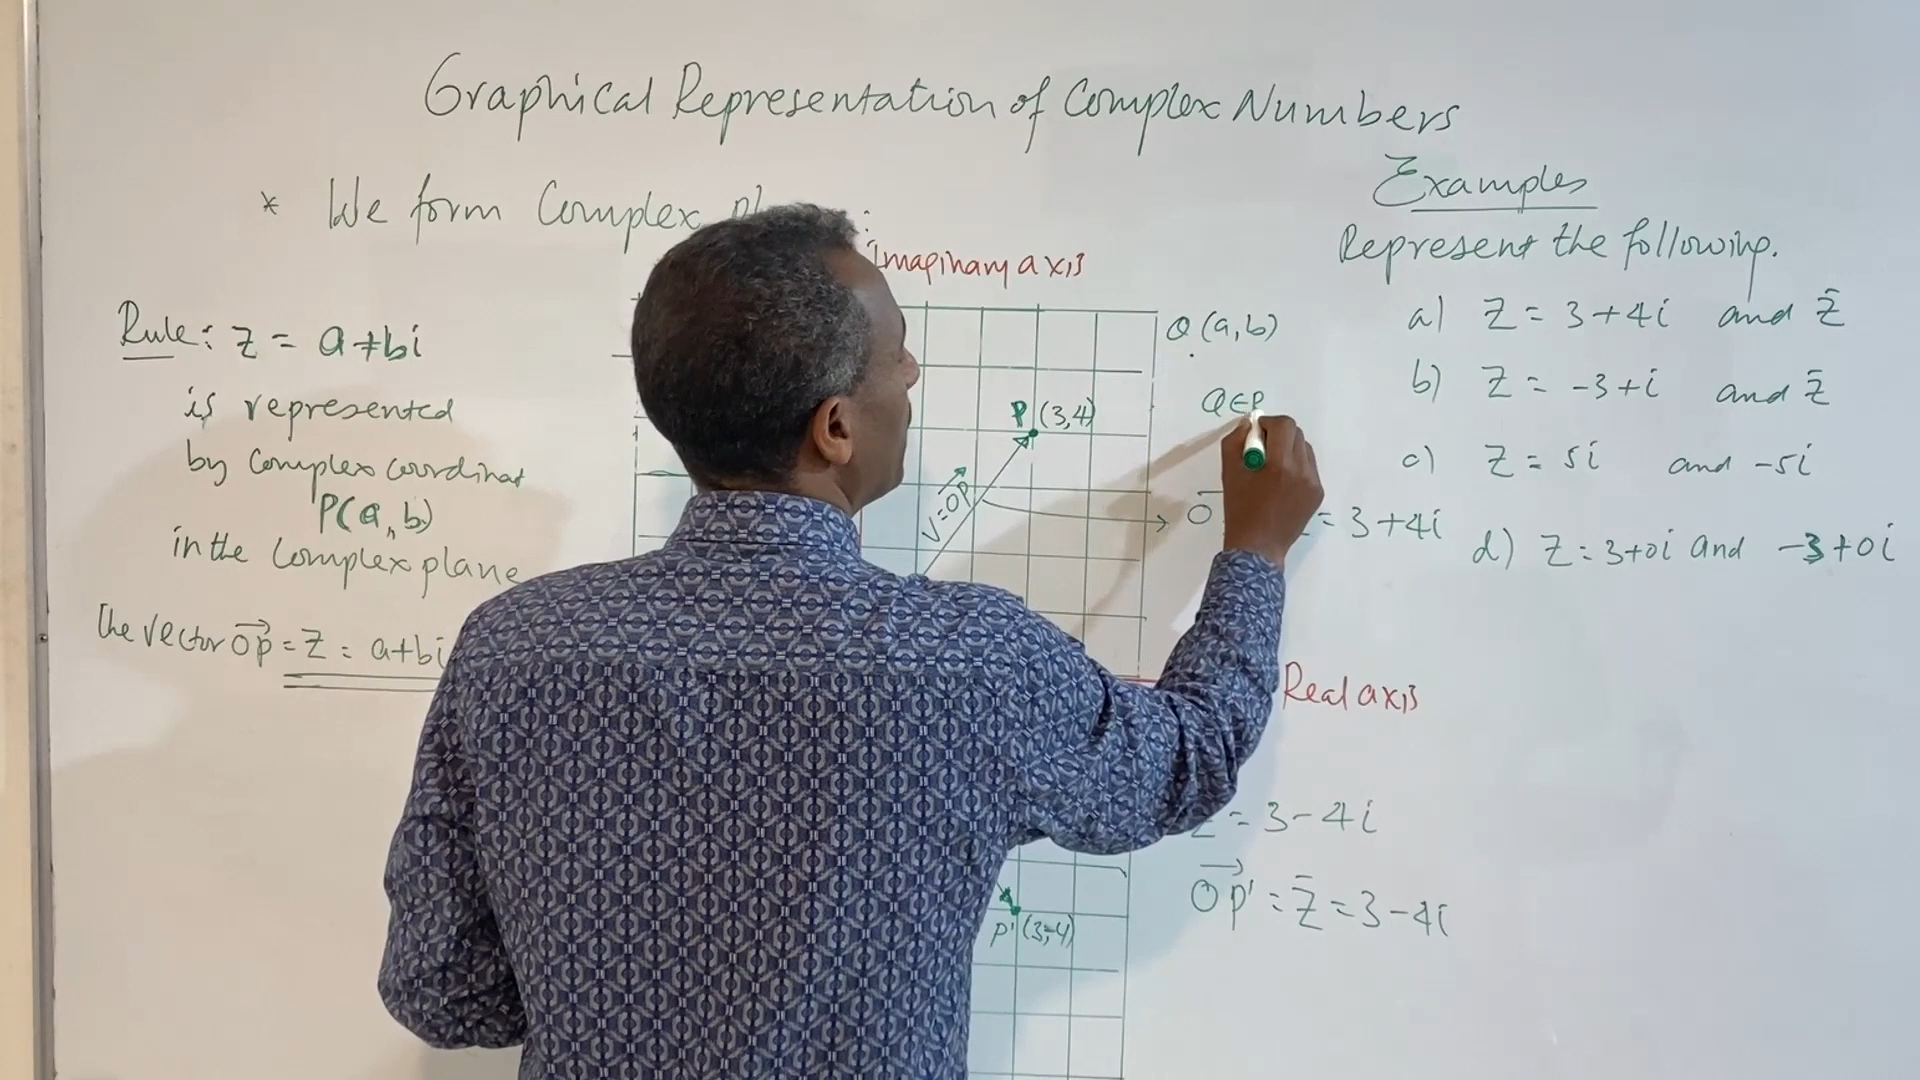 Graphical Representation of Complex Numbers
* We form Complex
Rule: z = a+bi
is represented
by complex coordinat
P(a, b)
in the complex plane
The vector OP = Z = a+bi
imaginary axis
P (3,4)
V = OP
Q (a, b)
Q ∈ P
O = 3+4i
Real axis
= 3-4i
OP' = z̄ = 3-4i
P' (3,-4)
Examples
Represent the following.
a) Z = 3+4i and z̄
b) Z = -3+i and z̄
c) Z = 5i and -5i
d) Z = 3+0i and -3+0i